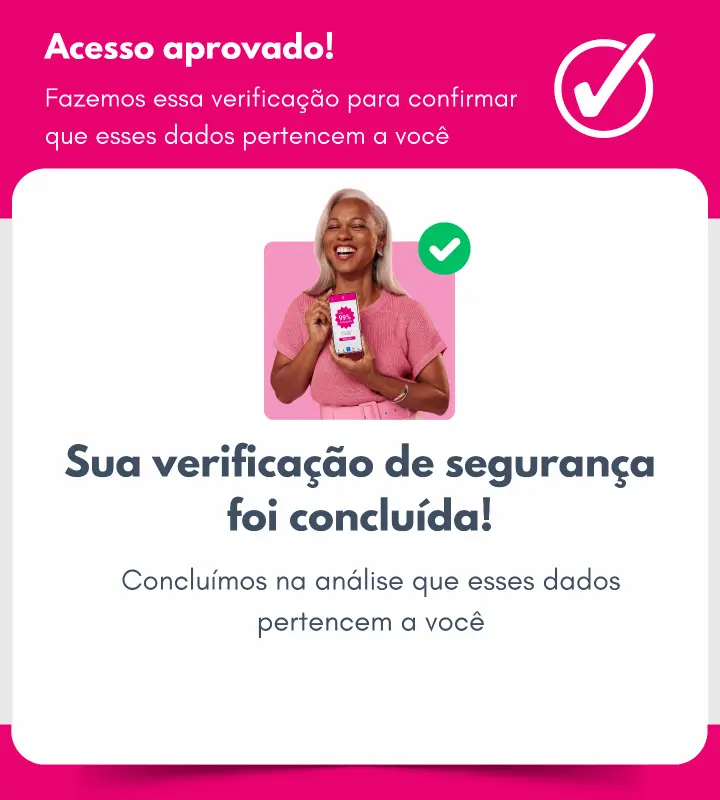 Acesso aprovado!
Fazemos essa verificação para confirmar
que esses dados pertencem a você
99%
Sua verificação de segurança
foi concluída!
Concluímos na análise que esses dados
pertencem a você